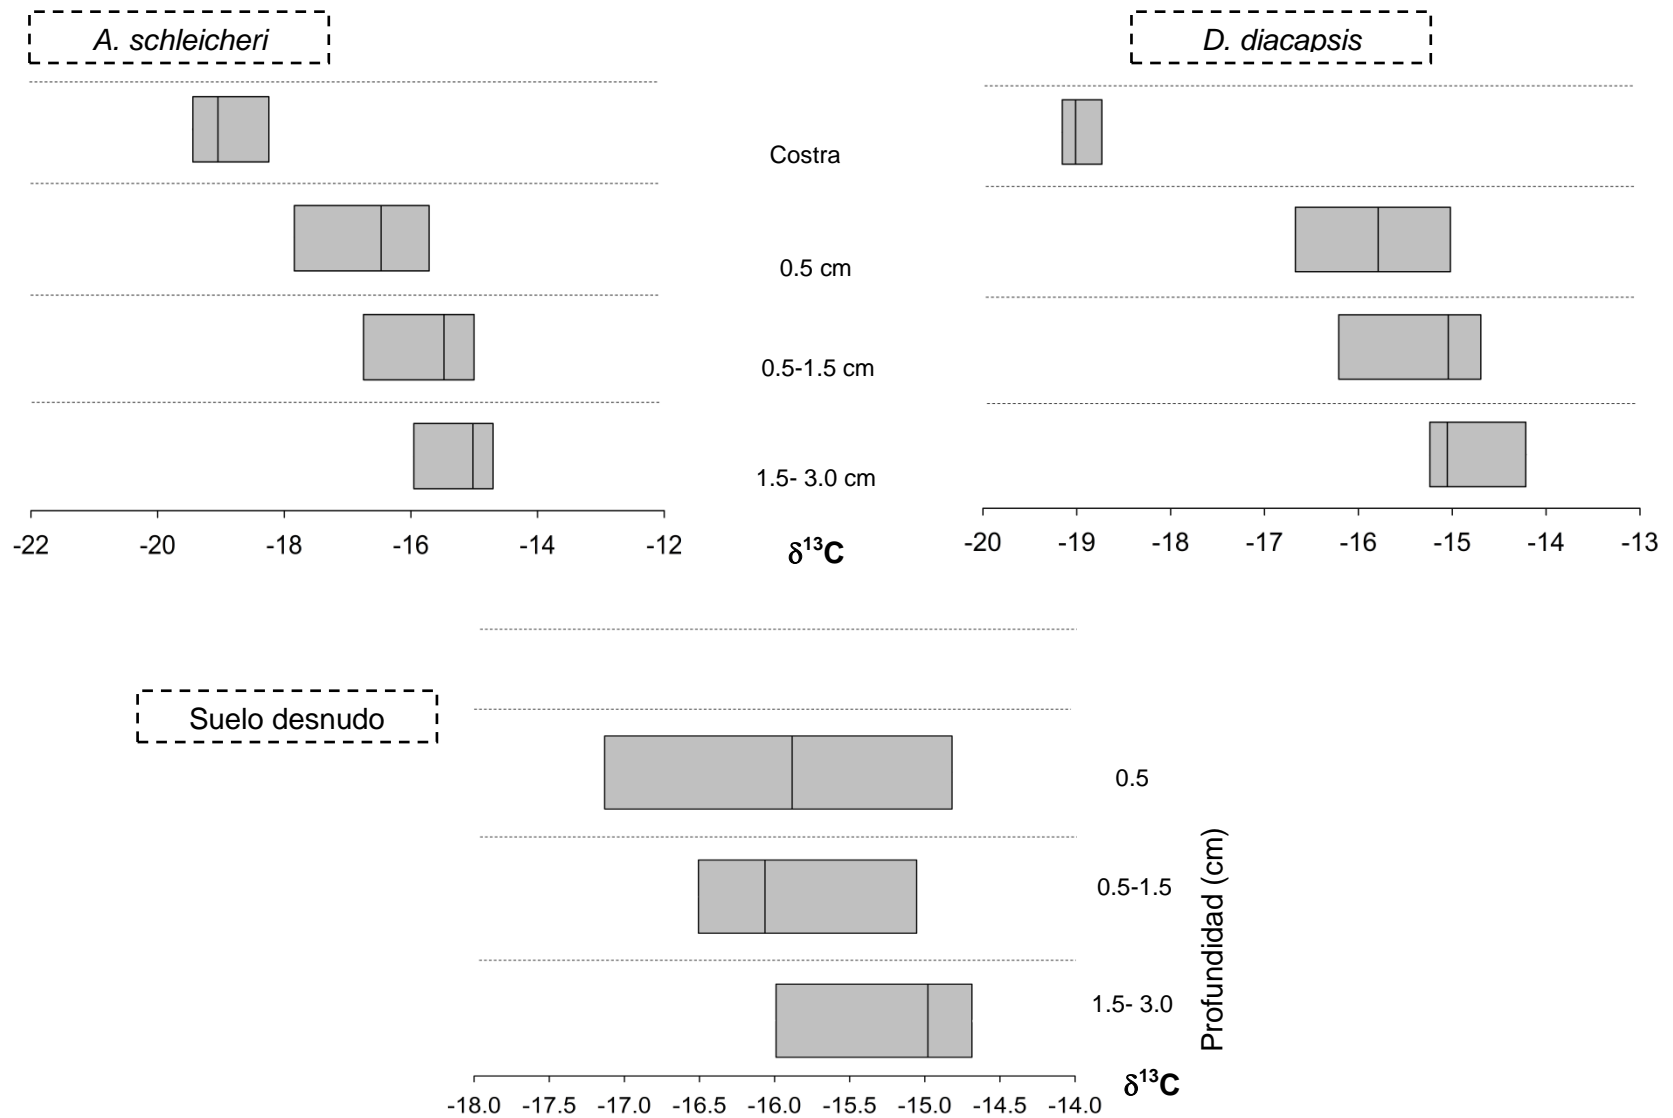 A. schleicheri
D. diacapsis
Costra
0.5 cm
0.5-1.5 cm
1.5- 3.0 cm
-22 -20 -18 -16 -14 -12
δ¹³C
-20 -19 -18 -17 -16 -15 -14 -13
Suelo desnudo
0.5
0.5-1.5
1.5- 3.0
Profundidad (cm)
-18.0 -17.5 -17.0 -16.5 -16.0 -15.5 -15.0 -14.5 -14.0
δ¹³C